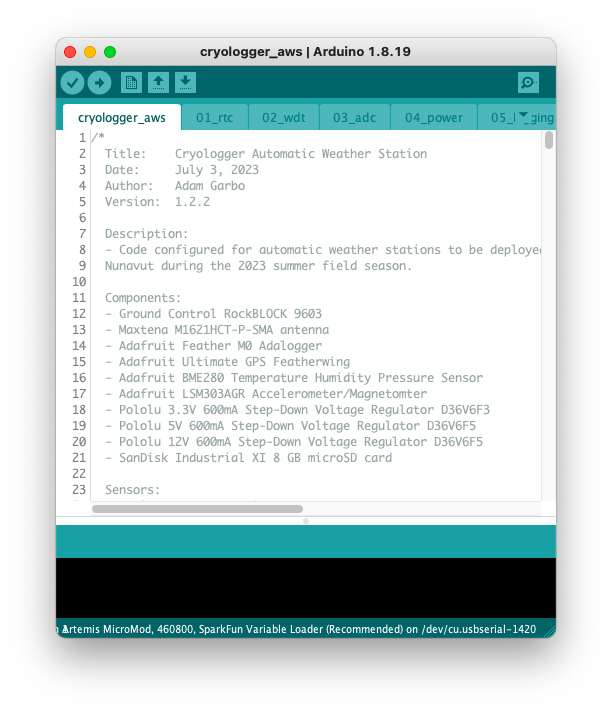 cryologger_aws | Arduino 1.8.19
cryologger_aws 01_rtc 02_wdt 03_adc 04_power 05_l ging
1 /*
2 Title: Cryologger Automatic Weather Station
3 Date: July 3, 2023
4 Author: Adam Garbo
5 Version: 1.2.2
6
7 Description:
8 - Code configured for automatic weather stations to be deploye
9 Nunavut during the 2023 summer field season.
10
11 Components:
12 - Ground Control RockBLOCK 9603
13 - Maxtena M1621HCT-P-SMA antenna
14 - Adafruit Feather M0 Adalogger
15 - Adafruit Ultimate GPS Featherwing
16 - Adafruit BME280 Temperature Humidity Pressure Sensor
17 - Adafruit LSM303AGR Accelerometer/Magnetomter
18 - Pololu 3.3V 600mA Step-Down Voltage Regulator D36V6F3
19 - Pololu 5V 600mA Step-Down Voltage Regulator D36V6F5
20 - Pololu 12V 600mA Step-Down Voltage Regulator D36V6F5
21 - SanDisk Industrial XI 8 GB microSD card
22
23 Sensors:
Artemis MicroMod, 460800, SparkFun Variable Loader (Recommended) on /dev/cu.usbserial-1420